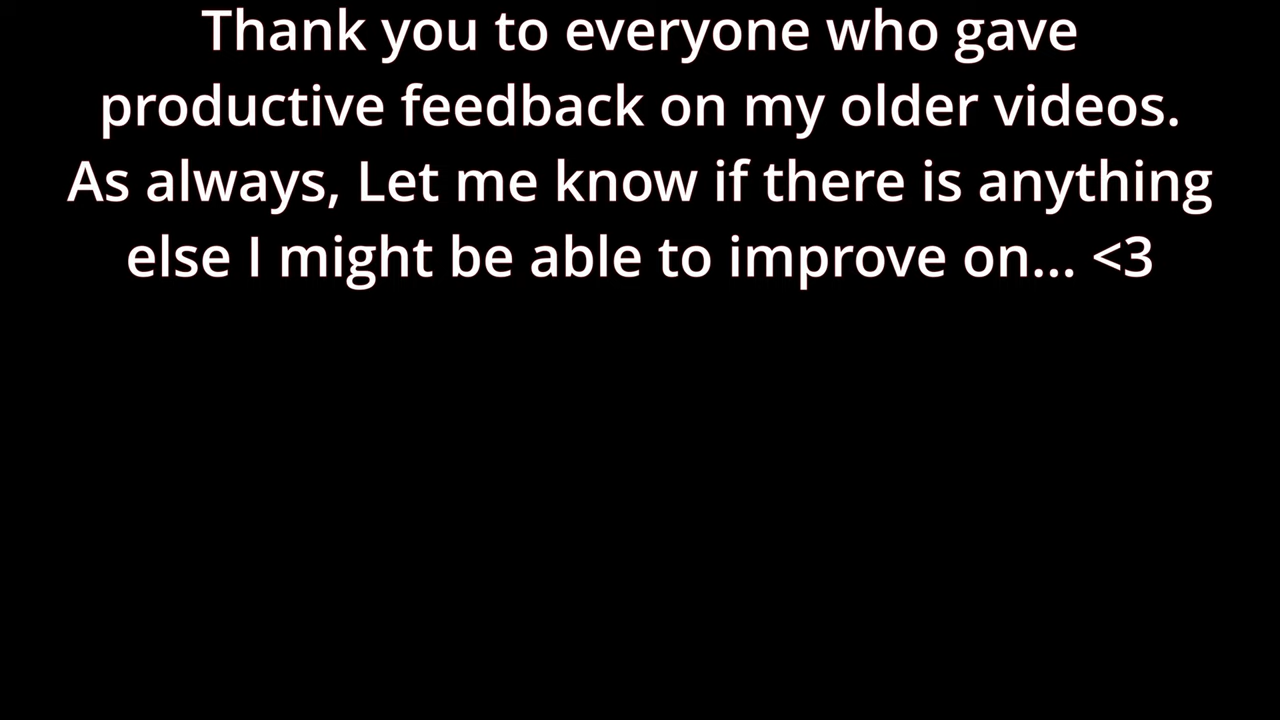 Thank you to everyone who gave
productive feedback on my older videos.
As always, Let me know if there is anything
else I might be able to improve on... <3